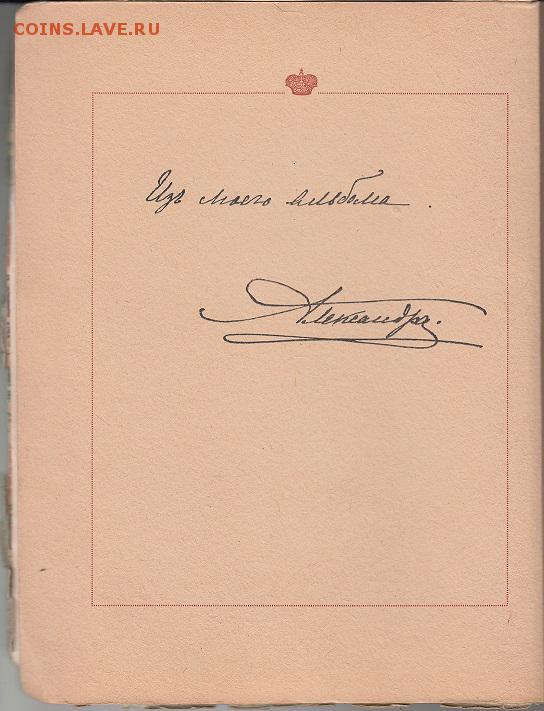 COINS.LAVE.RU
Изъ моего альбома .
Александръ.